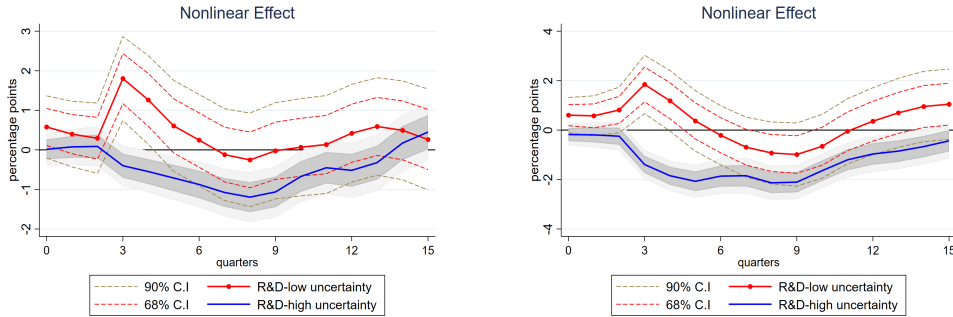 Nonlinear Effect
percentage points
3
2
1
0
-1
-2
0 3 6 9 12 15
quarters
90% C.I R&D-low uncertainty
68% C.I R&D-high uncertainty
Nonlinear Effect
percentage points
4
2
0
-2
-4
0 3 6 9 12 15
quarters
90% C.I R&D-low uncertainty
68% C.I R&D-high uncertainty